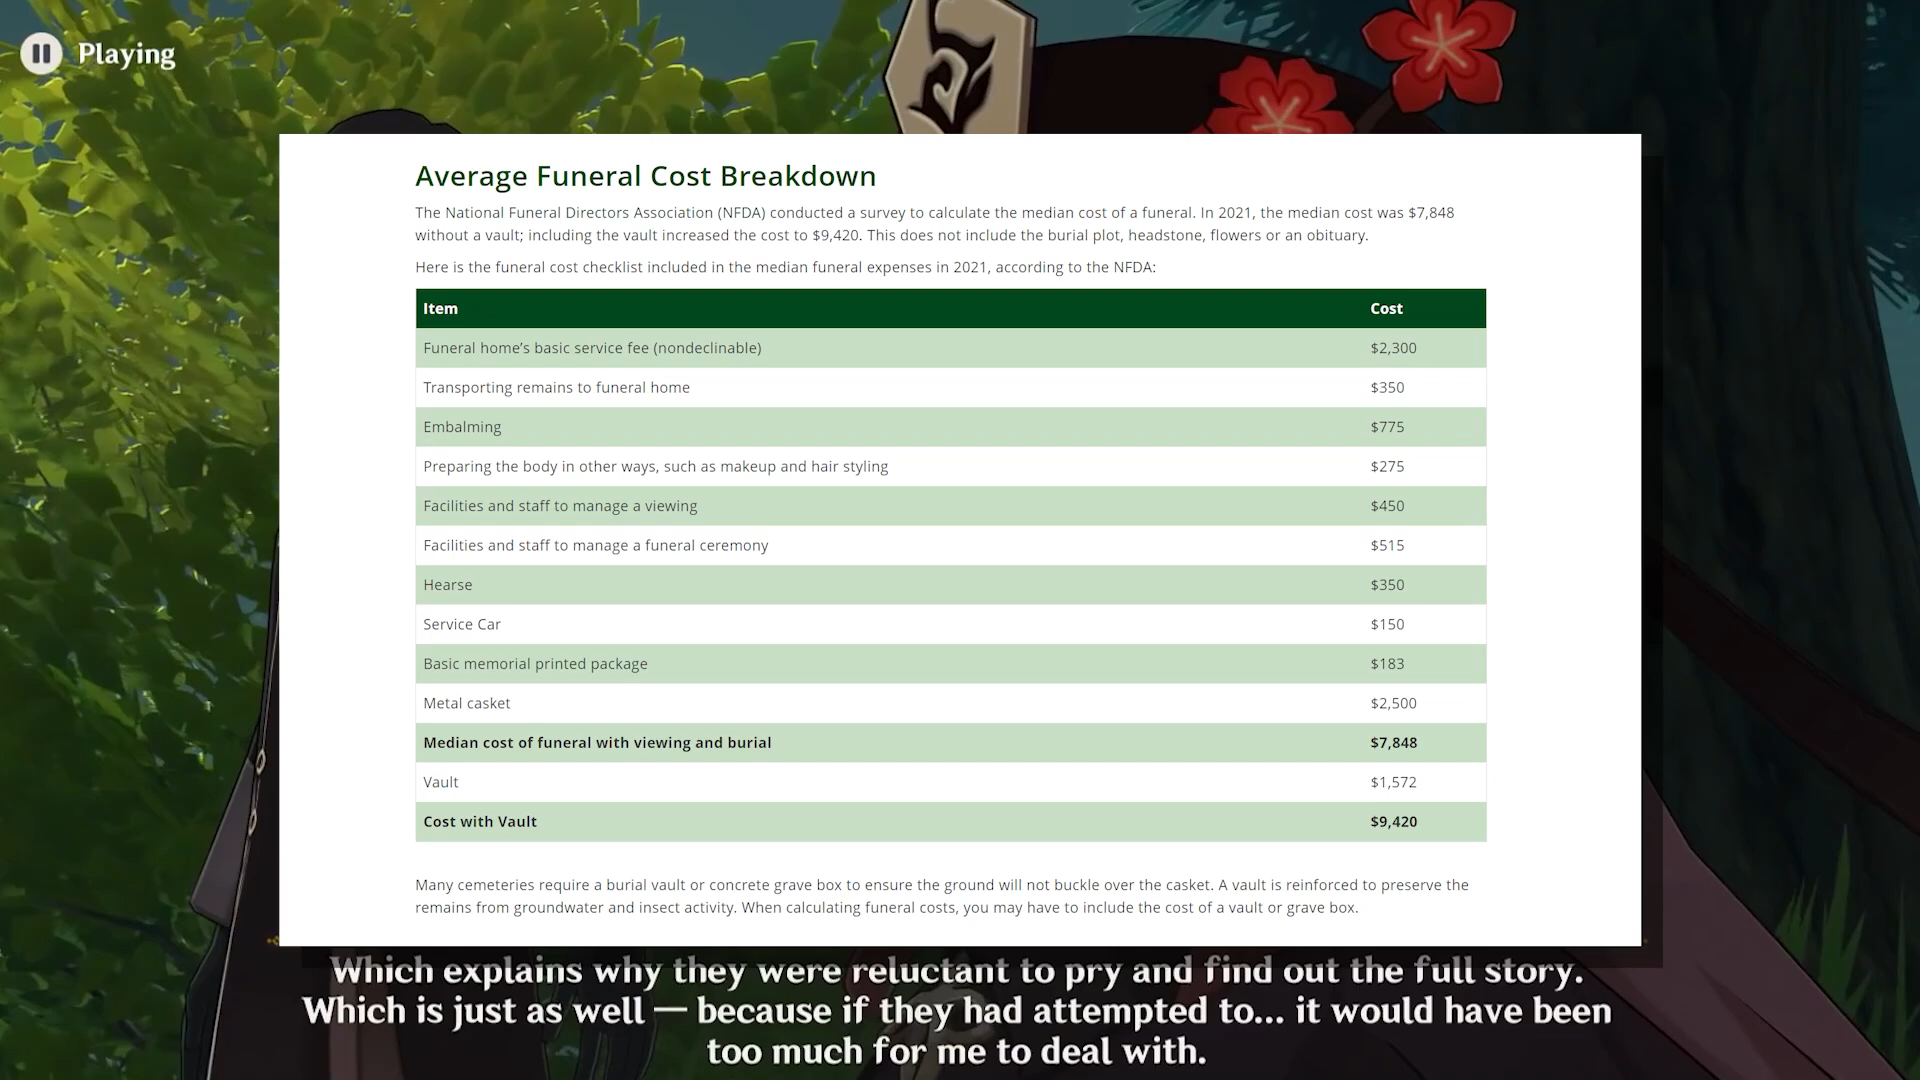 Playing
Average Funeral Cost Breakdown
The National Funeral Directors Association (NFDA) conducted a survey to calculate the median cost of a funeral. In 2021, the median cost was $7,848
without a vault; including the vault increased the cost to $9,420. This does not include the burial plot, headstone, flowers or an obituary.
Here is the funeral cost checklist included in the median funeral expenses in 2021, according to the NFDA:
Item Cost
Funeral home’s basic service fee (nondeclinable) $2,300
Transporting remains to funeral home $350
Embalming $775
Preparing the body in other ways, such as makeup and hair styling $275
Facilities and staff to manage a viewing $450
Facilities and staff to manage a funeral ceremony $515
Hearse $350
Service Car $150
Basic memorial printed package $183
Metal casket $2,500
Median cost of funeral with viewing and burial $7,848
Vault $1,572
Cost with Vault $9,420
Many cemeteries require a burial vault or concrete grave box to ensure the ground will not buckle over the casket. A vault is reinforced to preserve the
remains from groundwater and insect activity. When calculating funeral costs, you may have to include the cost of a vault or grave box.
Which explains why they were reluctant to pry and find out the full story.
Which is just as well — because if they had attempted to... it would have been
too much for me to deal with.